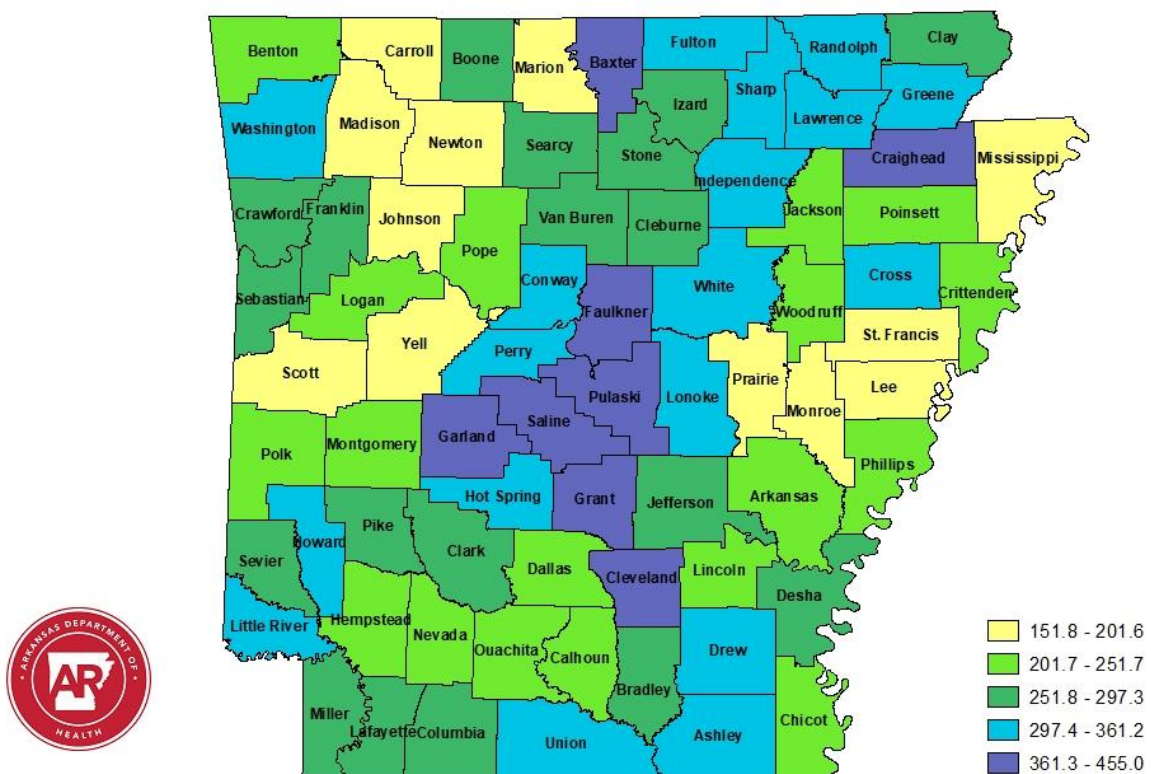 Benton
Carroll
Boone
Marion
Baxter
Fulton
Randolph
Clay
Washington
Madison
Newton
Searcy
Stone
Izard
Sharp
Lawrence
Greene
Craighead
Mississippi
Crawford
Franklin
Johnson
Pope
Van Buren
Cleburne
Independence
Jackson
Poinsett
Sebastian
Logan
Conway
Faulkner
White
Woodruff
Cross
Crittenden
Scott
Yell
Perry
Pulaski
Lonoke
Prairie
Monroe
St. Francis
Lee
Polk
Montgomery
Garland
Saline
Hot Spring
Grant
Jefferson
Arkansas
Phillips
Sevier
Howard
Pike
Clark
Dallas
Cleveland
Lincoln
Desha
Little River
Hempstead
Nevada
Ouachita
Calhoun
Bradley
Drew
Miller
Lafayette
Columbia
Union
Ashley
Chicot
ARKANSAS DEPARTMENT OF
AR
HEALTH
151.8 - 201.6
201.7 - 251.7
251.8 - 297.3
297.4 - 361.2
361.3 - 455.0